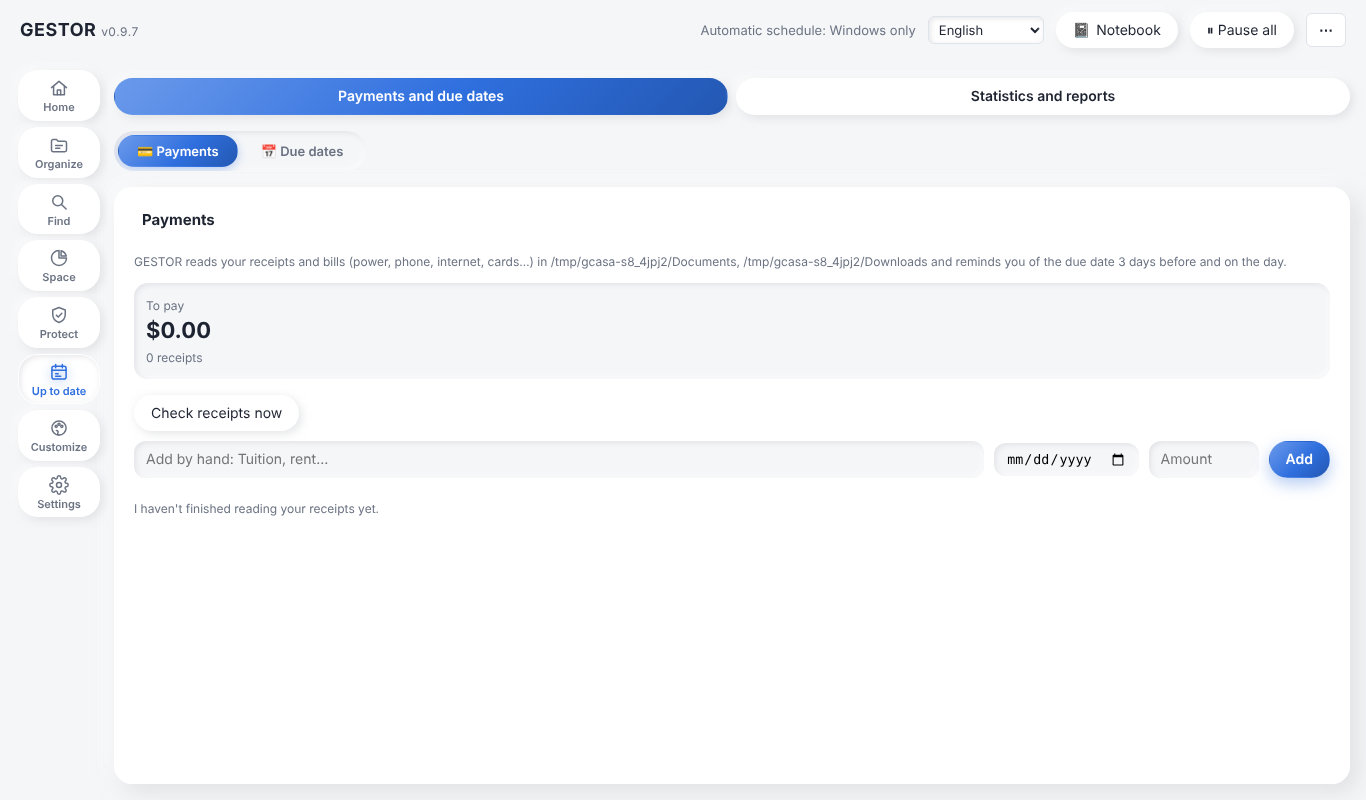 GESTOR v0.9.7
Automatic schedule: Windows only
English
Notebook
Pause all
...
Home
Organize
Find
Space
Protect
Up to date
Customize
Settings
Payments and due dates
Statistics and reports
Payments
Due dates
Payments
GESTOR reads your receipts and bills (power, phone, internet, cards...) in /tmp/gcasa-s8_4jpj2/Documents, /tmp/gcasa-s8_4jpj2/Downloads and reminds you of the due date 3 days before and on the day.
To pay
$0.00
0 receipts
Check receipts now
Add by hand: Tuition, rent...
mm/dd/yyyy
Amount
Add
I haven't finished reading your receipts yet.